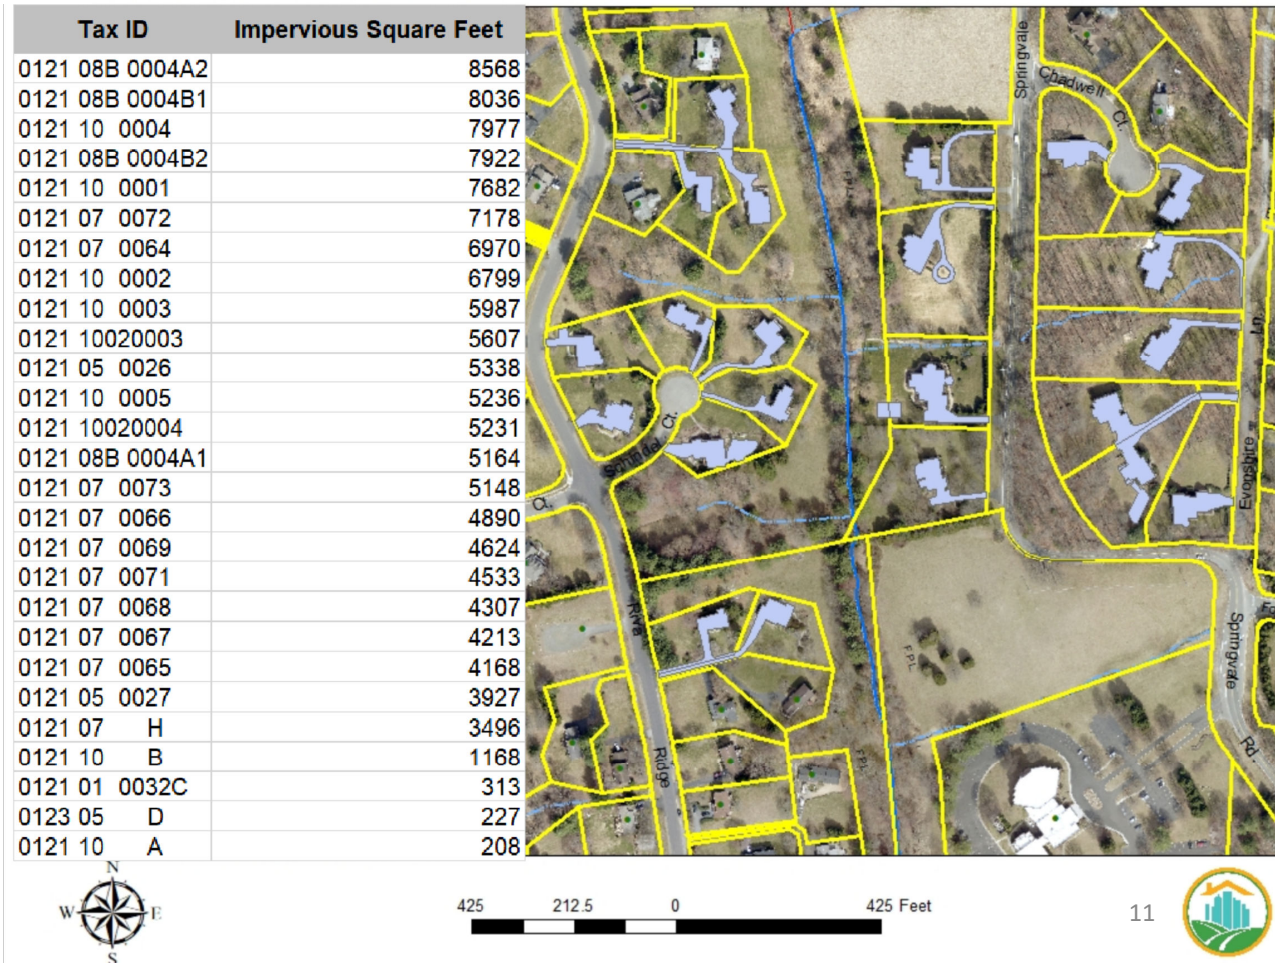 Tax ID Impervious Square Feet
0121 08B 0004A2 8568
0121 08B 0004B1 8036
0121 10 0004 7977
0121 08B 0004B2 7922
0121 10 0001 7682
0121 07 0072 7178
0121 07 0064 6970
0121 10 0002 6799
0121 10 0003 5987
0121 10020003 5607
0121 05 0026 5338
0121 10 0005 5236
0121 10020004 5231
0121 08B 0004A1 5164
0121 07 0073 5148
0121 07 0066 4890
0121 07 0069 4624
0121 07 0071 4533
0121 07 0068 4307
0121 07 0067 4213
0121 07 0065 4168
0121 05 0027 3927
0121 07 H 3496
0121 10 B 1168
0121 01 0032C 313
0123 05 D 227
0121 10 A 208
Springvale
Chadwell
Ct.
Ln.
Ct.
Evonshire
Ct.
Riva
Springvale
F.P.L.
Ridge
Rd.
F.P.L.
N
W E
S
425 212.5 0 425 Feet
11